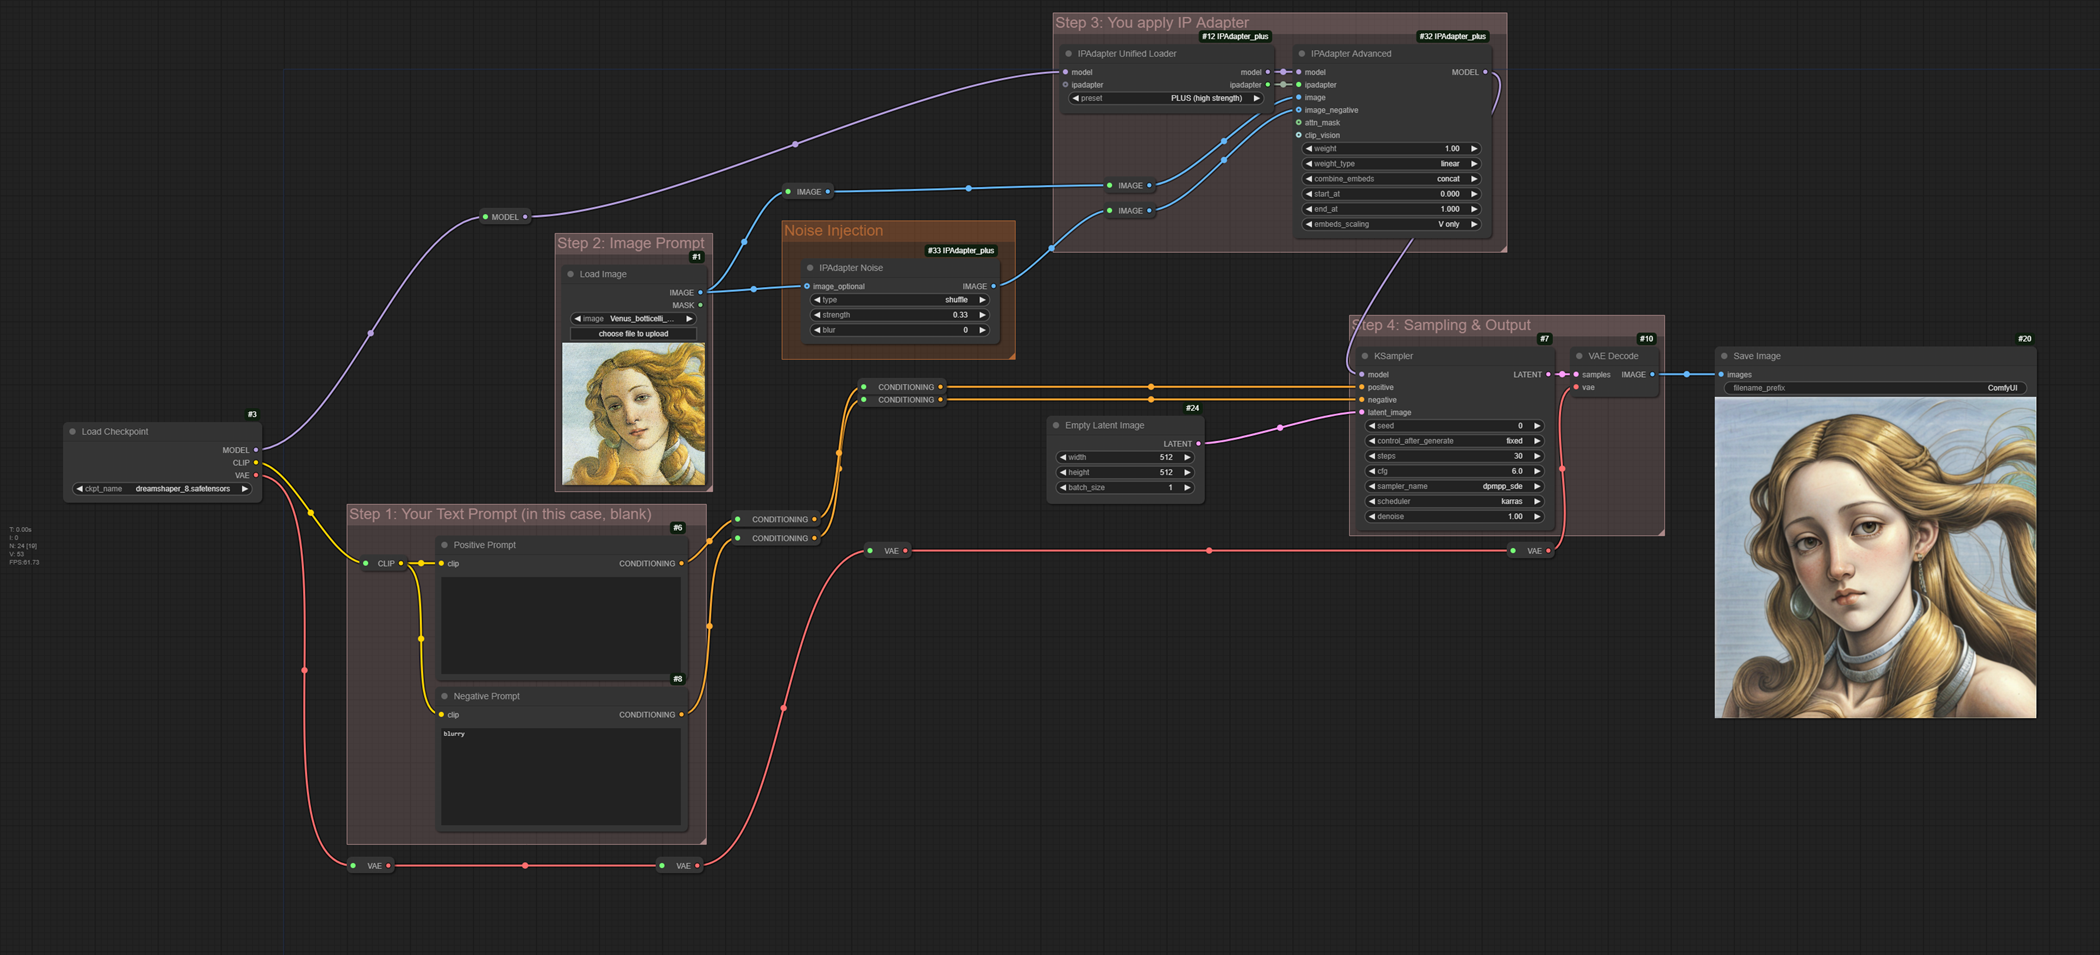 Step 3: You apply IP Adapter
#12 IPAdapter_plus
IPAdapter Unified Loader
model model
ipadapter ipadapter
preset PLUS (high strength)
#32 IPAdapter_plus
IPAdapter Advanced
model MODEL
ipadapter
image
image_negative
attn_mask
clip_vision
weight 1.00
weight_type linear
combine_embeds concat
start_at 0.000
end_at 1.000
embeds_scaling V only
IMAGE
IMAGE
IMAGE
MODEL
Step 2: Image Prompt
#1
Load Image
IMAGE
MASK
image Venus_botticelli_...
choose file to upload
Noise Injection
#33 IPAdapter_plus
IPAdapter Noise
image_optional IMAGE
type shuffle
strength 0.33
blur 0
Step 4: Sampling & Output
#7
KSampler
model LATENT
positive
negative
latent_image
seed 0
control_after_generate fixed
steps 30
cfg 6.0
sampler_name dpmpp_sde
scheduler karras
denoise 1.00
#10
VAE Decode
samples IMAGE
vae
#20
Save Image
images
filename_prefix ComfyUI
CONDITIONING
CONDITIONING
#24
Empty Latent Image
LATENT
width 512
height 512
batch_size 1
#3
Load Checkpoint
MODEL
CLIP
VAE
ckpt_name dreamshaper_8.safetensors
T: 0.00s
I: 0
N: 24 [19]
V: 53
FPS:61.73
Step 1: Your Text Prompt (in this case, blank)
#6
Positive Prompt
CLIP
clip CONDITIONING
#8
Negative Prompt
clip CONDITIONING
blurry
CONDITIONING
CONDITIONING
VAE
VAE
VAE
VAE